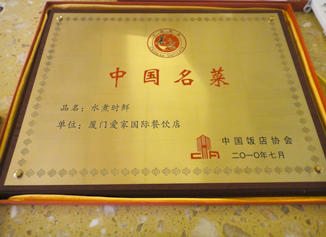 中国名菜
品名：水煮时鲜
单位：厦门爱家国际餐饮店
CHA
中国饭店协会
二〇一〇年七月